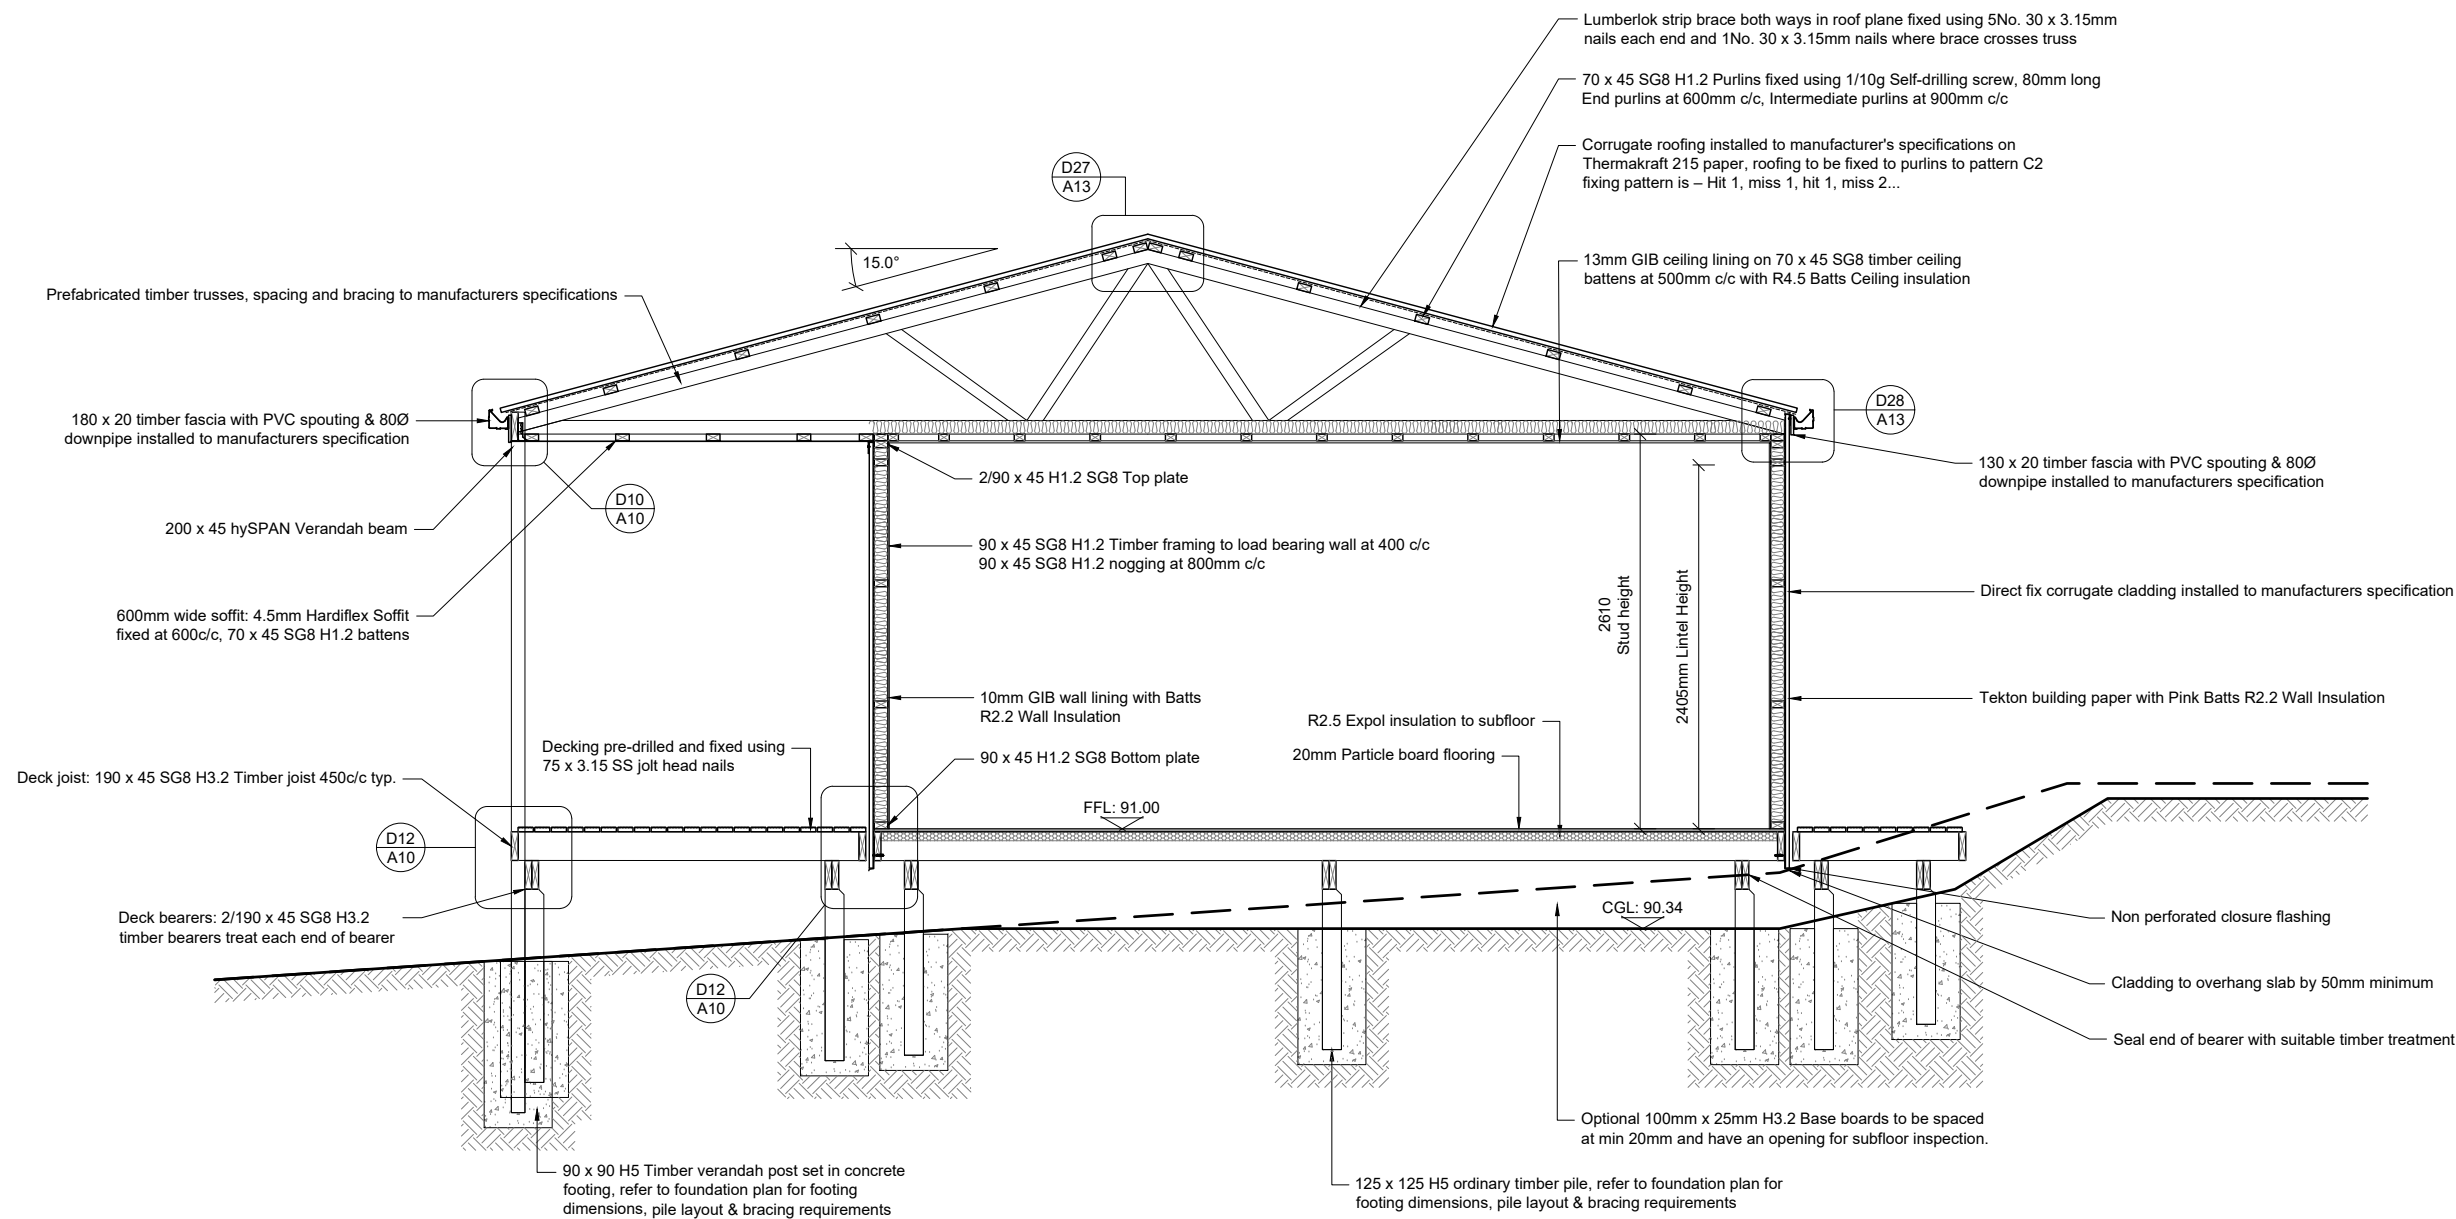 Lumberlok strip brace both ways in roof plane fixed using 5No. 30 x 3.15mm
nails each end and 1No. 30 x 3.15mm nails where brace crosses truss
70 x 45 SG8 H1.2 Purlins fixed using 1/10g Self-drilling screw, 80mm long
End purlins at 600mm c/c, Intermediate purlins at 900mm c/c
Corrugate roofing installed to manufacturer's specifications on
Thermakraft 215 paper, roofing to be fixed to purlins to pattern C2
fixing pattern is – Hit 1, miss 1, hit 1, miss 2...
D27
A13
15.0°
13mm GIB ceiling lining on 70 x 45 SG8 timber ceiling
battens at 500mm c/c with R4.5 Batts Ceiling insulation
Prefabricated timber trusses, spacing and bracing to manufacturers specifications
180 x 20 timber fascia with PVC spouting & 80Ø
downpipe installed to manufacturers specification
D28
A13
130 x 20 timber fascia with PVC spouting & 80Ø
downpipe installed to manufacturers specification
2/90 x 45 H1.2 SG8 Top plate
D10
A10
200 x 45 hySPAN Verandah beam
90 x 45 SG8 H1.2 Timber framing to load bearing wall at 400 c/c
90 x 45 SG8 H1.2 nogging at 800mm c/c
2610
Stud height
2405mm Lintel Height
Direct fix corrugate cladding installed to manufacturers specification
600mm wide soffit: 4.5mm Hardiflex Soffit
fixed at 600c/c, 70 x 45 SG8 H1.2 battens
10mm GIB wall lining with Batts
R2.2 Wall Insulation
Tekton building paper with Pink Batts R2.2 Wall Insulation
R2.5 Expol insulation to subfloor
20mm Particle board flooring
Decking pre-drilled and fixed using
75 x 3.15 SS jolt head nails
90 x 45 H1.2 SG8 Bottom plate
Deck joist: 190 x 45 SG8 H3.2 Timber joist 450c/c typ.
FFL: 91.00
D12
A10
CGL: 90.34
Deck bearers: 2/190 x 45 SG8 H3.2
timber bearers treat each end of bearer
Non perforated closure flashing
D12
A10
Cladding to overhang slab by 50mm minimum
Seal end of bearer with suitable timber treatment
Optional 100mm x 25mm H3.2 Base boards to be spaced
at min 20mm and have an opening for subfloor inspection.
90 x 90 H5 Timber verandah post set in concrete
footing, refer to foundation plan for footing
dimensions, pile layout & bracing requirements
125 x 125 H5 ordinary timber pile, refer to foundation plan for
footing dimensions, pile layout & bracing requirements